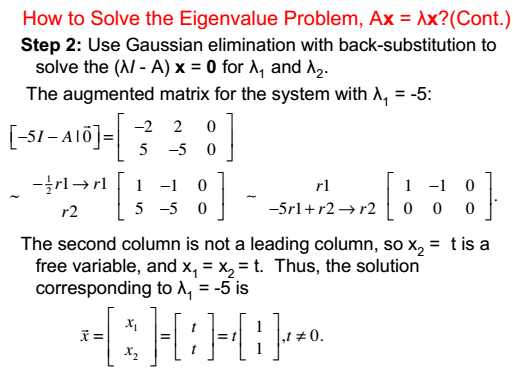 How to Solve the Eigenvalue Problem, Ax = λx?(Cont.)
Step 2: Use Gaussian elimination with back-substitution to
solve the (λI - A) x = 0 for λ₁ and λ₂.
The augmented matrix for the system with λ₁ = -5:
[-5I – A|0⃗] = [ −2 2 0
5 −5 0 ]
~ −½r1→r1 [ 1 −1 0 ~ r1 [ 1 −1 0
r2 5 −5 0 ] −5r1+r2→r2 0 0 0 ].
The second column is not a leading column, so x₂ = t is a
free variable, and x₁ = x₂ = t. Thus, the solution
corresponding to λ₁ = -5 is
x⃗ = [ x₁ = [ t = t [ 1
x₂ ] t ] 1 ], t ≠ 0.